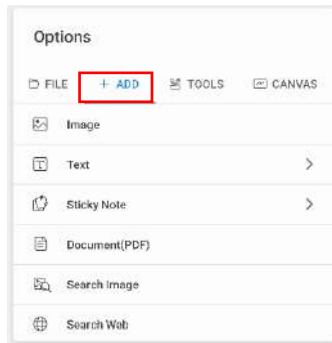 Options
FILE + ADD TOOLS CANVAS
Image
Text
Sticky Note
Document(PDF)
Search Image
Search Web